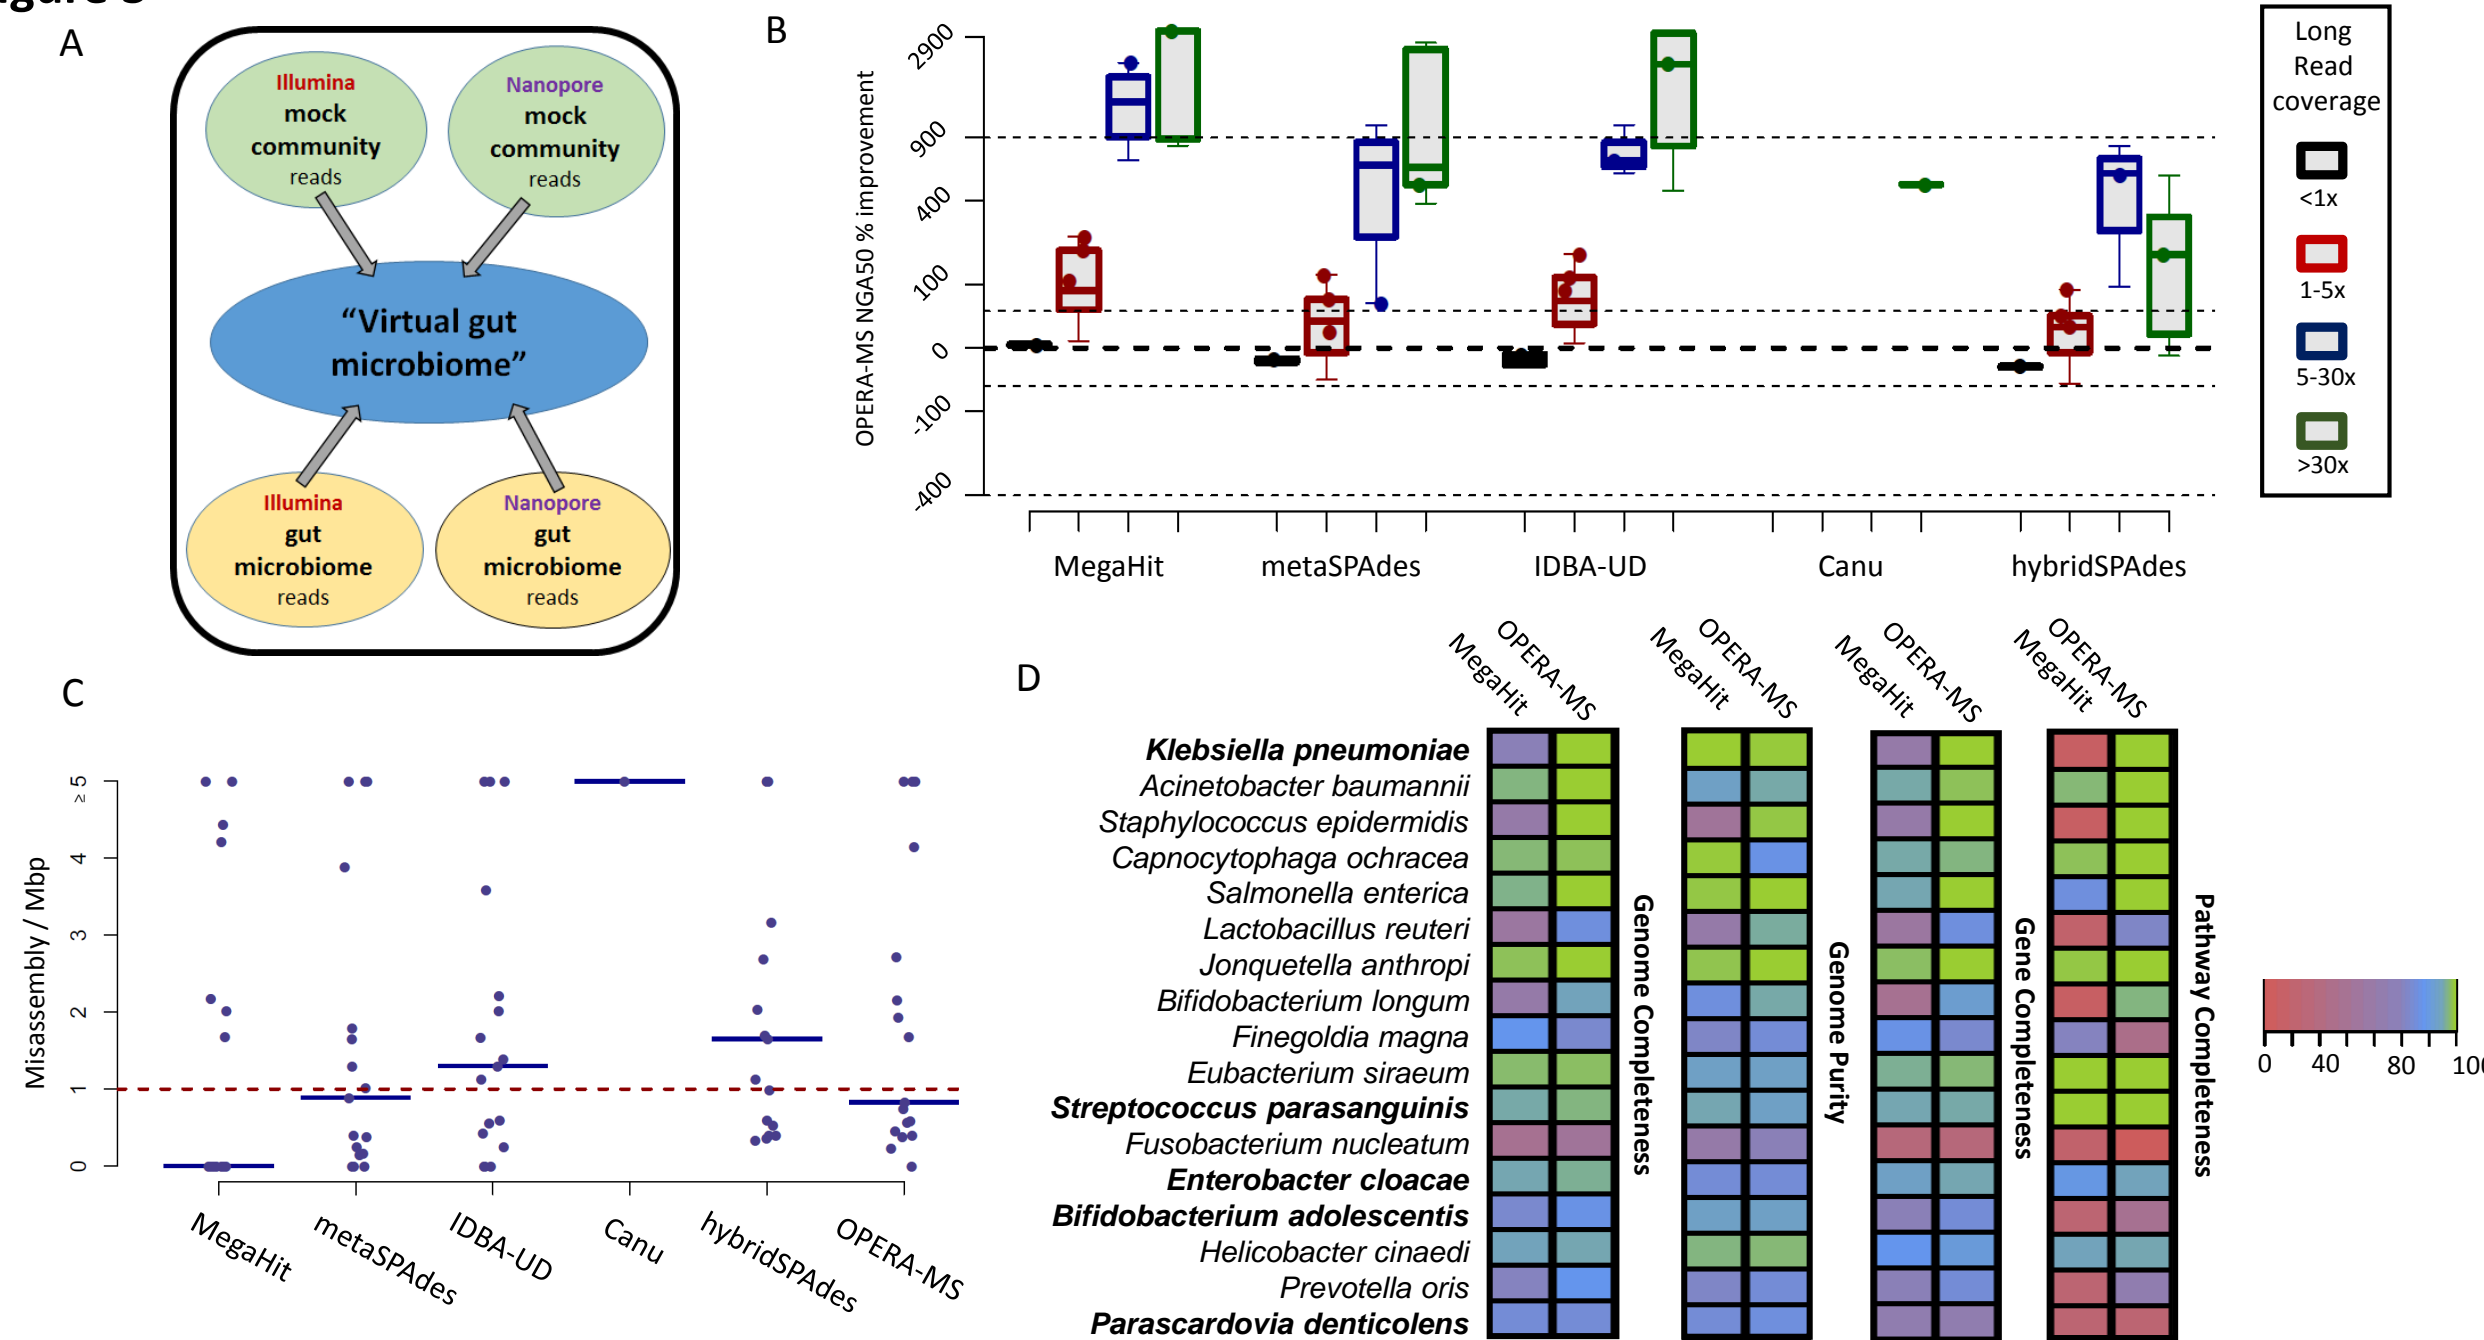 A
Illumina
mock
community
reads
Nanopore
mock
community
reads
"Virtual gut
microbiome"
Illumina
gut
microbiome
reads
Nanopore
gut
microbiome
reads
B
OPERA-MS NGA50 % improvement
2900
900
400
100
0
-100
-400
MegaHit
metaSPAdes
IDBA-UD
Canu
hybridSPAdes
Long
Read
coverage
<1x
1-5x
5-30x
>30x
C
Misassembly / Mbp
≥ 5
4
3
2
1
0
MegaHit
metaSPAdes
IDBA-UD
Canu
hybridSPAdes
OPERA-MS
D
MegaHit
OPERA-MS
MegaHit
OPERA-MS
MegaHit
OPERA-MS
MegaHit
OPERA-MS
Klebsiella pneumoniae
Acinetobacter baumannii
Staphylococcus epidermidis
Capnocytophaga ochracea
Salmonella enterica
Lactobacillus reuteri
Jonquetella anthropi
Bifidobacterium longum
Finegoldia magna
Eubacterium siraeum
Streptococcus parasanguinis
Fusobacterium nucleatum
Enterobacter cloacae
Bifidobacterium adolescentis
Helicobacter cinaedi
Prevotella oris
Parascardovia denticolens
Genome Completeness
Genome Purity
Gene Completeness
Pathway Completeness
0
40
80